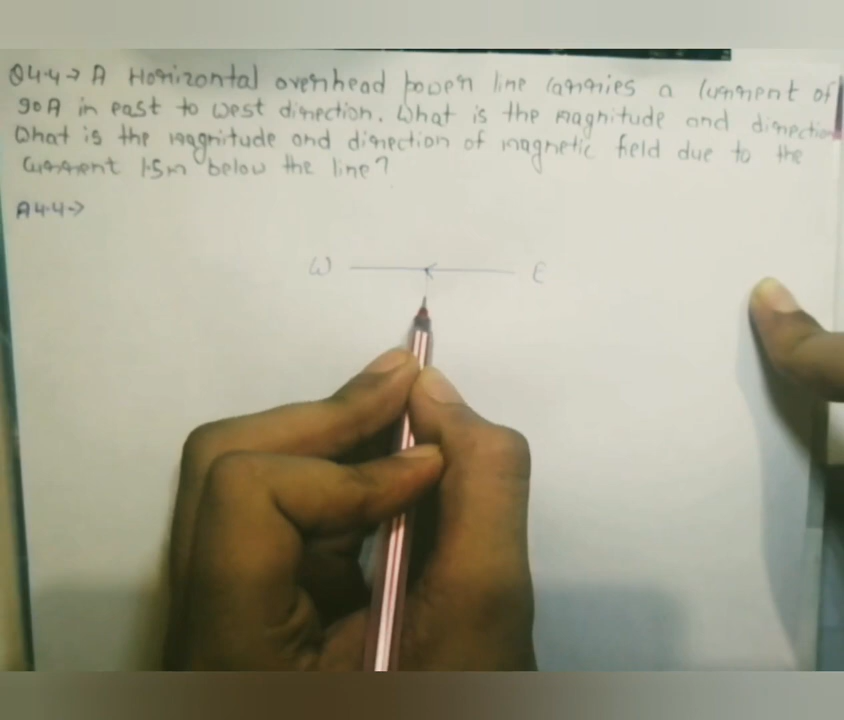 Q4.4→ A Horizontal overhead power line carries a current of
90A in east to west direction. What is the magnitude and direction
What is the magnitude and direction of magnetic field due to the
Current 1.5m below the line?
A4.4→
W E